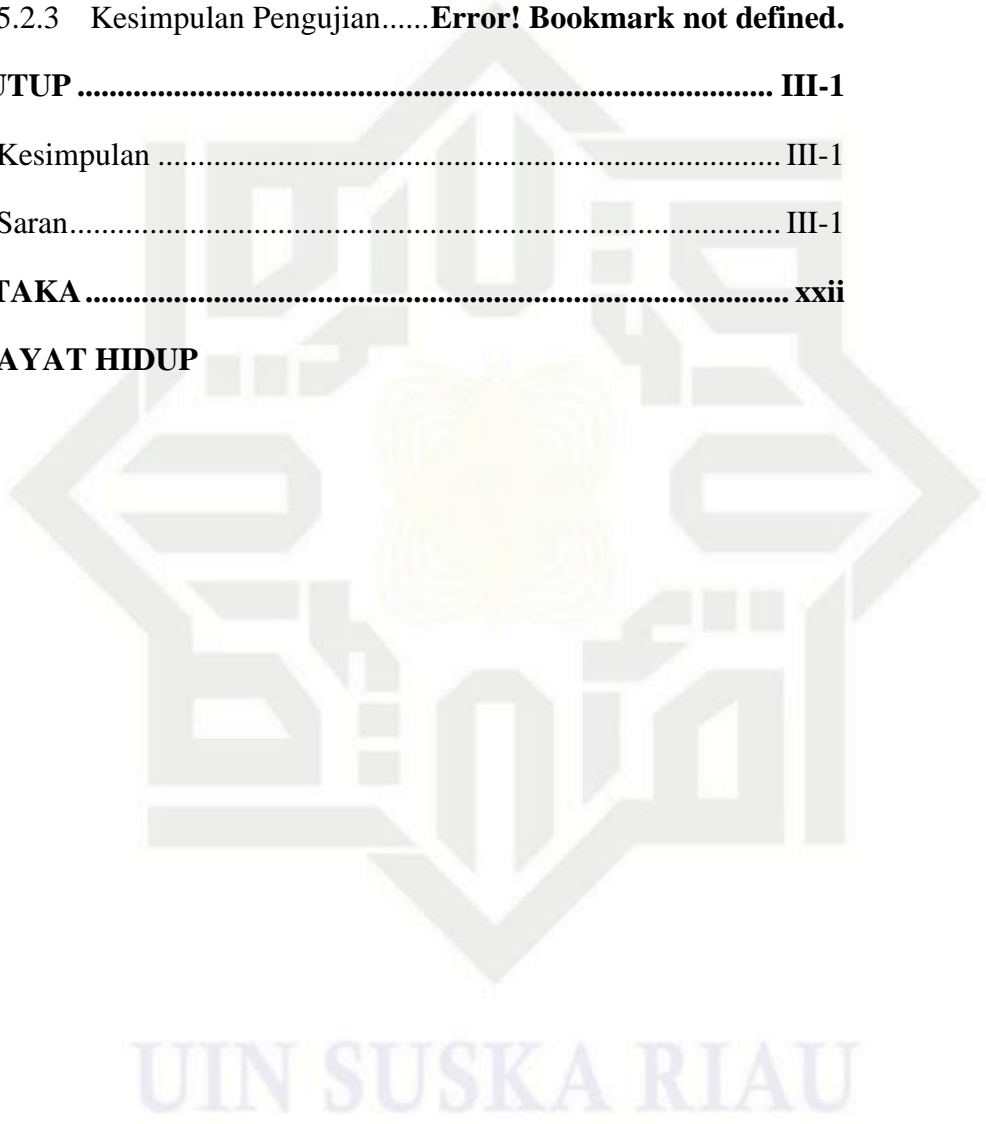 5.2.3 Kesimpulan Pengujian......Error! Bookmark not defined.
UTUP ........................................................................................ III-1
Kesimpulan ............................................................................... III-1
Saran.......................................................................................... III-1
TAKA ......................................................................................... xxii
AYAT HIDUP
UIN SUSKA RIAU